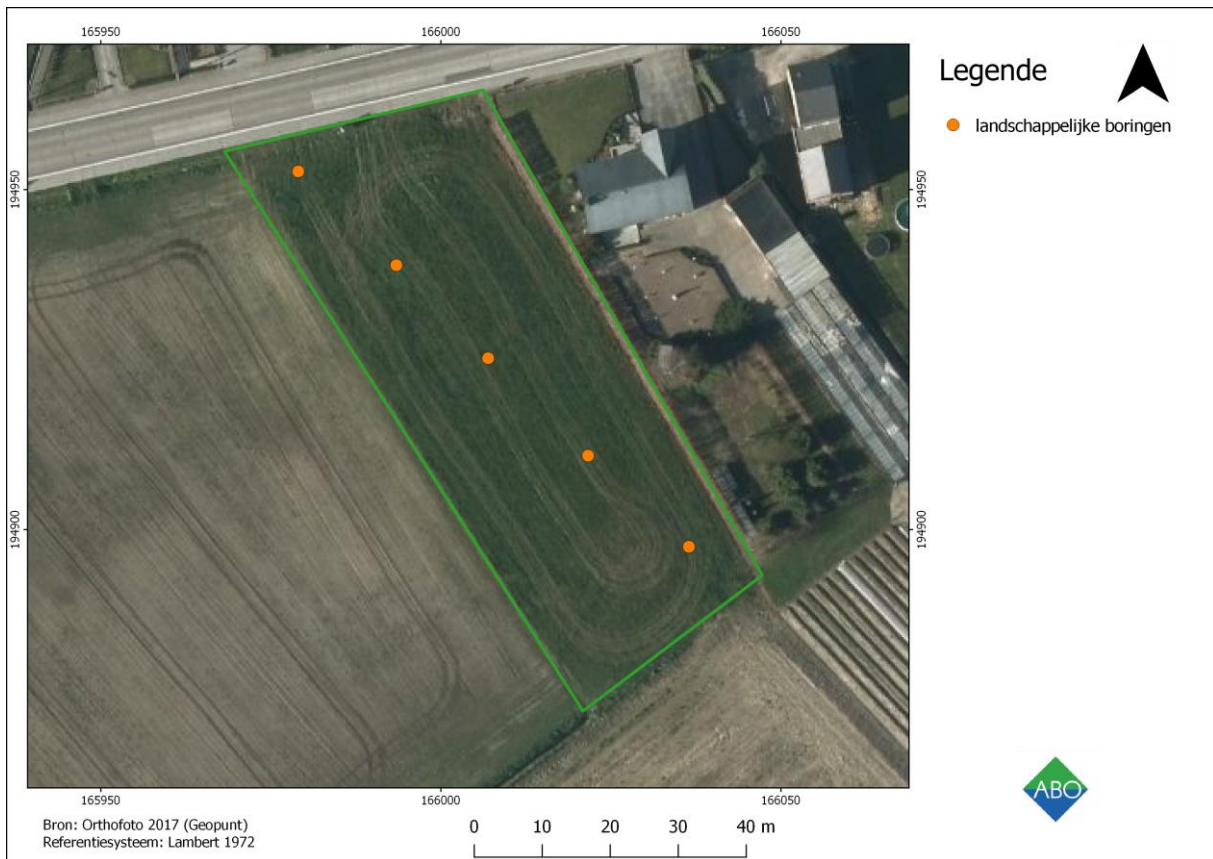 165950 166000 166050
Legende
landschappelijke boringen
194950 194950
194900 194900
ABO
165950 166000 166050
Bron: Orthofoto 2017 (Geopunt)
Referentiesysteem: Lambert 1972
0 10 20 30 40 m